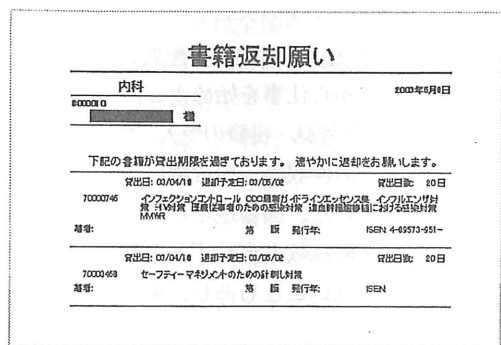 書籍返却願い
内科 2003年5月8日
様
下記の書籍が貸出期限を過ぎております。 速やかに返却をお願いします。
貸出日: 03/04/18 返却予定日: 03/05/02 貸出日数: 20日
70000746 インフェクションコントロール CDC最新ガイドラインエッセンス集 インフルエンザ対
策 HIV対策 医療従事者のための感染対策 造血幹細胞移植における感染対策
MMWR
著者: 第 版 発行年: ISBN 4-89573-951-
貸出日: 03/04/18 返却予定日: 03/05/02 貸出日数: 20日
70000468 セーフティーマネジメントのための針刺し対策
著者: 第 版 発行年: ISBN